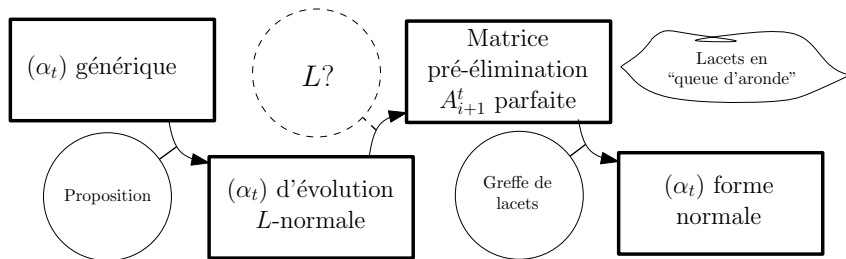 (α_t) générique
L?
Matrice
pré-élimination
A^t_{i+1} parfaite
Lacets en
“queue d'aronde”
Proposition
(α_t) d'évolution
L-normale
Greffe de
lacets
(α_t) forme
normale